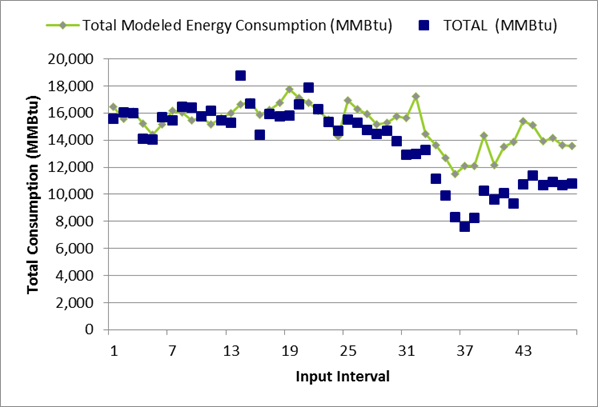 Total Modeled Energy Consumption (MMBtu) TOTAL (MMBtu)
Total Consumption (MMBtu)
20,000
18,000
16,000
14,000
12,000
10,000
8,000
6,000
4,000
2,000
0
1 7 13 19 25 31 37 43
Input Interval